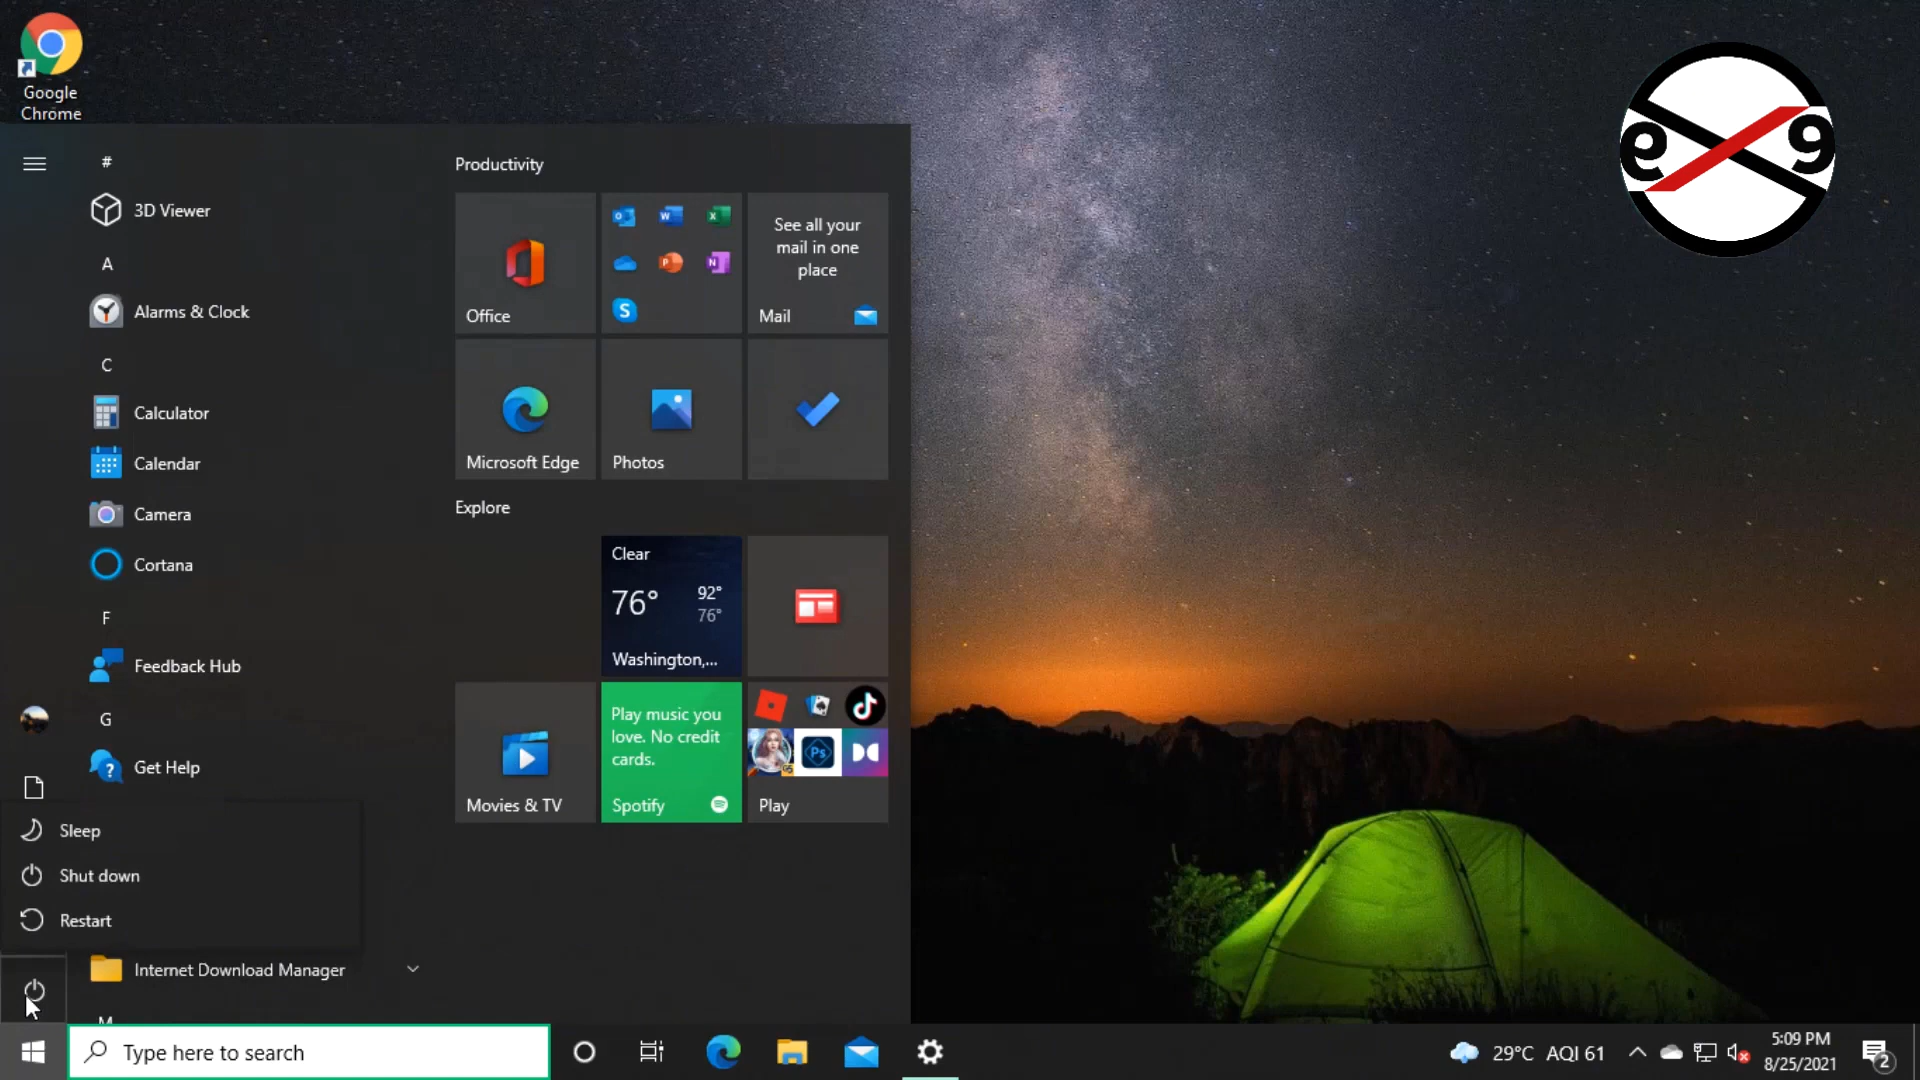 Google
Chrome
e
9
#
3D Viewer
A
Alarms & Clock
C
Calculator
Calendar
Camera
Cortana
F
Feedback Hub
G
Get Help
Sleep
Shut down
Restart
Internet Download Manager
M
Productivity
Office
See all your
mail in one
place
Mail
Microsoft Edge
Photos
Explore
Clear
76°
92°
76°
Washington,...
Movies & TV
Play music you
love. No credit
cards.
Spotify
Ps
Play
Type here to search
29°C AQI 61
5:09 PM
8/25/2021
2